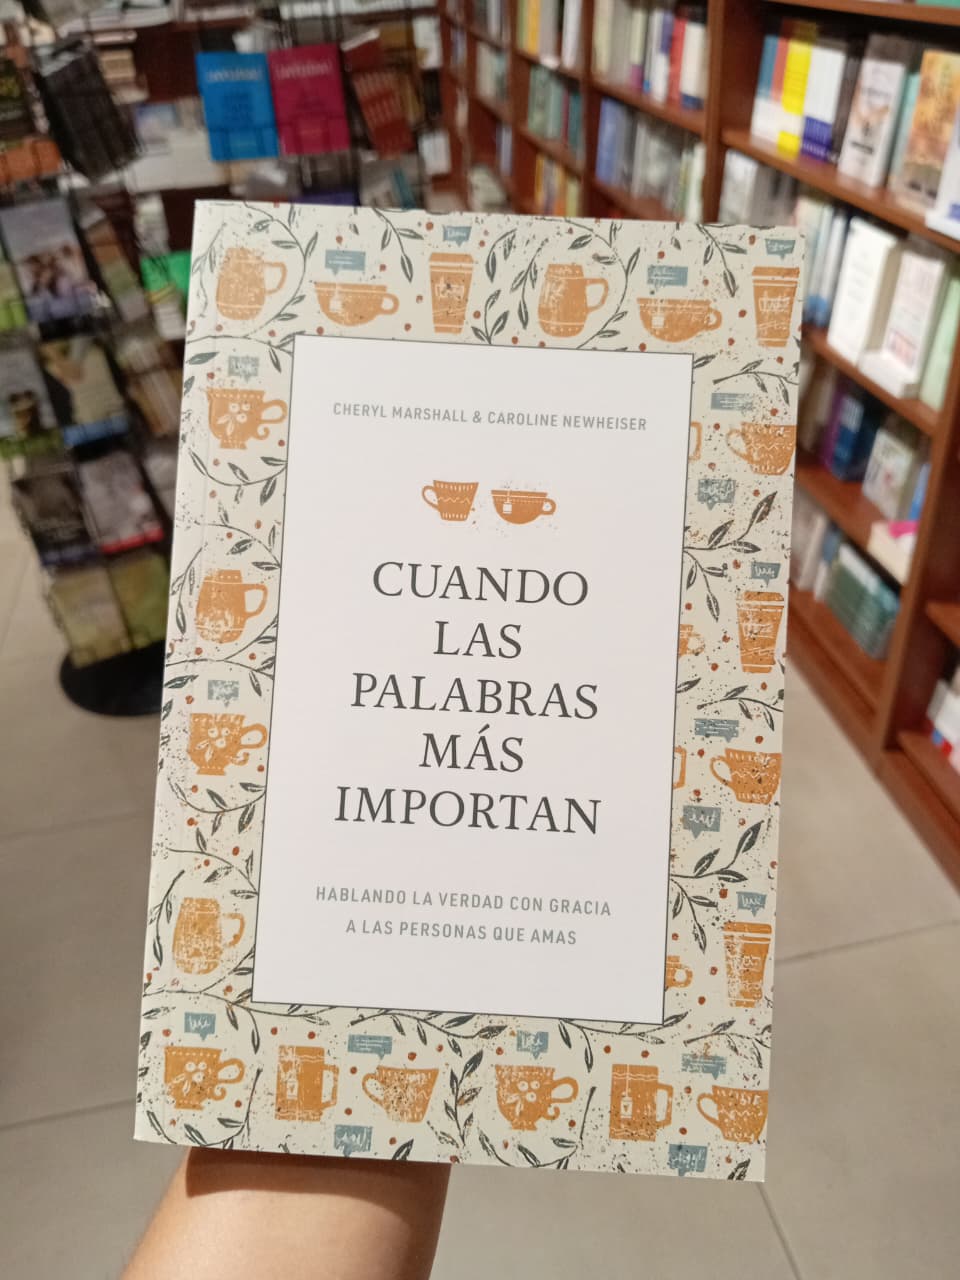 CHERYL MARSHALL & CAROLINE NEWHEISER
CUANDO
LAS
PALABRAS
MÁS
IMPORTAN
HABLANDO LA VERDAD CON GRACIA
A LAS PERSONAS QUE AMAS